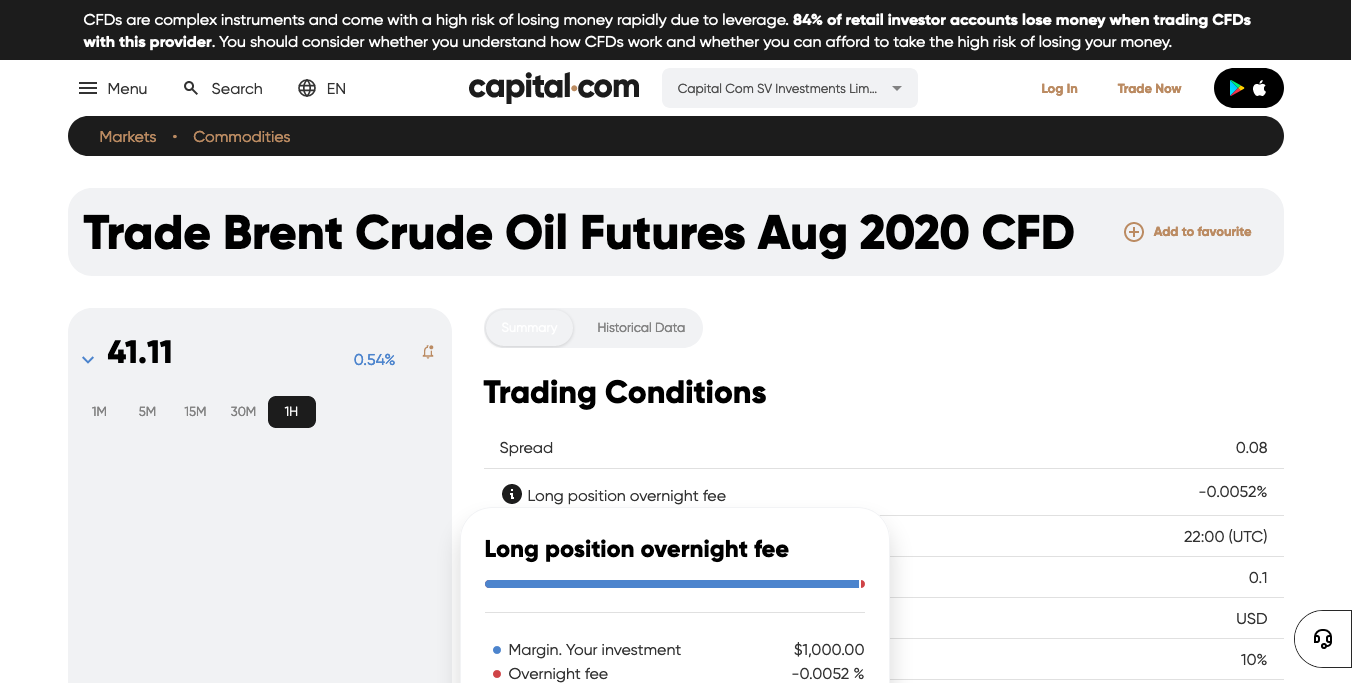 CFDs are complex instruments and come with a high risk of losing money rapidly due to leverage. 84% of retail investor accounts lose money when trading CFDs
with this provider. You should consider whether you understand how CFDs work and whether you can afford to take the high risk of losing your money.
Menu
Search
EN
capital.com
Capital Com SV Investments Lim...
Log In
Trade Now
Markets • Commodities
Trade Brent Crude Oil Futures Aug 2020 CFD
Add to favourite
41.11
0.54%
1M 5M 15M 30M 1H
Summary
Historical Data
Trading Conditions
Spread 0.08
Long position overnight fee -0.0052%
22:00 (UTC)
0.1
USD
10%
Long position overnight fee
Margin. Your investment $1,000.00
Overnight fee -0.0052 %